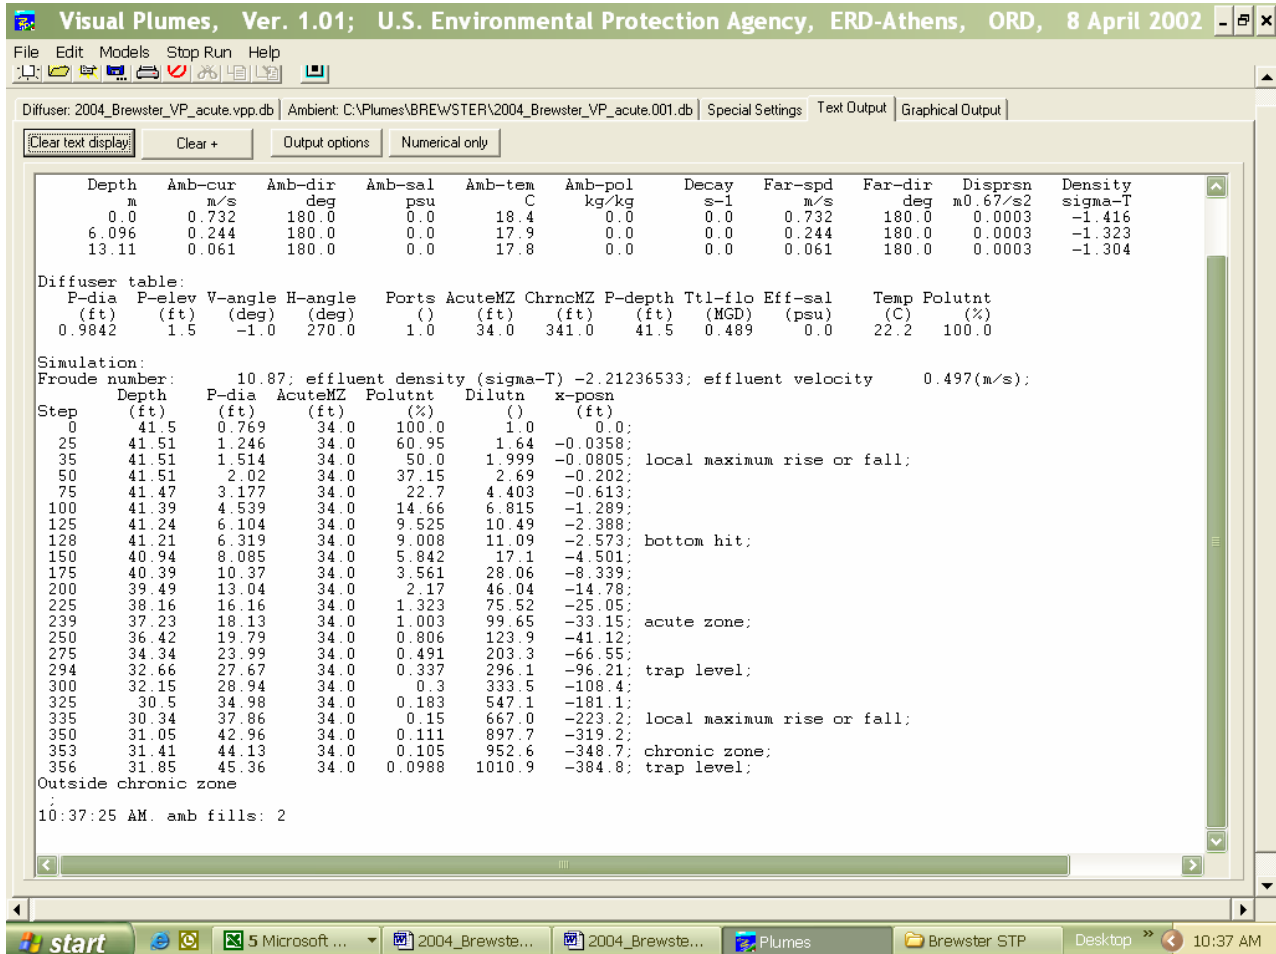 Visual Plumes, Ver. 1.01; U.S. Environmental Protection Agency, ERD-Athens, ORD, 8 April 2002
File Edit Models Stop Run Help
Diffuser: 2004_Brewster_VP_acute.vpp.db Ambient: C:\Plumes\BREWSTER\2004_Brewster_VP_acute.001.db Special Settings Text Output Graphical Output
Clear text display Clear + Output options Numerical only
Depth Amb-cur Amb-dir Amb-sal Amb-tem Amb-pol Decay Far-spd Far-dir Disprsn Density
m m/s deg psu C kg/kg s-1 m/s deg m0.67/s2 sigma-T
0.0 0.732 180.0 0.0 18.4 0.0 0.0 0.732 180.0 0.0003 -1.416
6.096 0.244 180.0 0.0 17.9 0.0 0.0 0.244 180.0 0.0003 -1.323
13.11 0.061 180.0 0.0 17.8 0.0 0.0 0.061 180.0 0.0003 -1.304
Diffuser table:
P-dia P-elev V-angle H-angle Ports AcuteMZ ChrncMZ P-depth Ttl-flo Eff-sal Temp Polutnt
(ft) (ft) (deg) (deg) () (ft) (ft) (ft) (MGD) (psu) (C) (%)
0.9842 1.5 -1.0 270.0 1.0 34.0 341.0 41.5 0.489 0.0 22.2 100.0
Simulation:
Froude number: 10.87; effluent density (sigma-T) -2.21236533; effluent velocity 0.497(m/s);
Depth P-dia AcuteMZ Polutnt Dilutn x-posn
Step (ft) (ft) (ft) (%) () (ft)
0 41.5 0.769 34.0 100.0 1.0 0.0;
25 41.51 1.246 34.0 60.95 1.64 -0.0358;
35 41.51 1.514 34.0 50.0 1.999 -0.0805; local maximum rise or fall;
50 41.51 2.02 34.0 37.15 2.69 -0.202;
75 41.47 3.177 34.0 22.7 4.403 -0.613;
100 41.39 4.539 34.0 14.66 6.815 -1.289;
125 41.24 6.104 34.0 9.525 10.49 -2.388;
128 41.21 6.319 34.0 9.008 11.09 -2.573; bottom hit;
150 40.94 8.085 34.0 5.842 17.1 -4.501;
175 40.39 10.37 34.0 3.561 28.06 -8.339;
200 39.49 13.04 34.0 2.17 46.04 -14.78;
225 38.16 16.16 34.0 1.323 75.52 -25.05;
239 37.23 18.13 34.0 1.003 99.65 -33.15; acute zone;
250 36.42 19.79 34.0 0.806 123.9 -41.12;
275 34.34 23.99 34.0 0.491 203.3 -66.55;
294 32.66 27.67 34.0 0.337 296.1 -96.21; trap level;
300 32.15 28.94 34.0 0.3 333.5 -108.4;
325 30.5 34.98 34.0 0.183 547.1 -181.1;
335 30.34 37.86 34.0 0.15 667.0 -223.2; local maximum rise or fall;
350 31.05 42.96 34.0 0.111 897.7 -319.2;
353 31.41 44.13 34.0 0.105 952.6 -348.7; chronic zone;
356 31.85 45.36 34.0 0.0988 1010.9 -384.8; trap level;
Outside chronic zone
;
10:37:25 AM. amb fills: 2
start 5 Microsoft ... 2004_Brewste... 2004_Brewste... Plumes Brewster STP Desktop » 10:37 AM